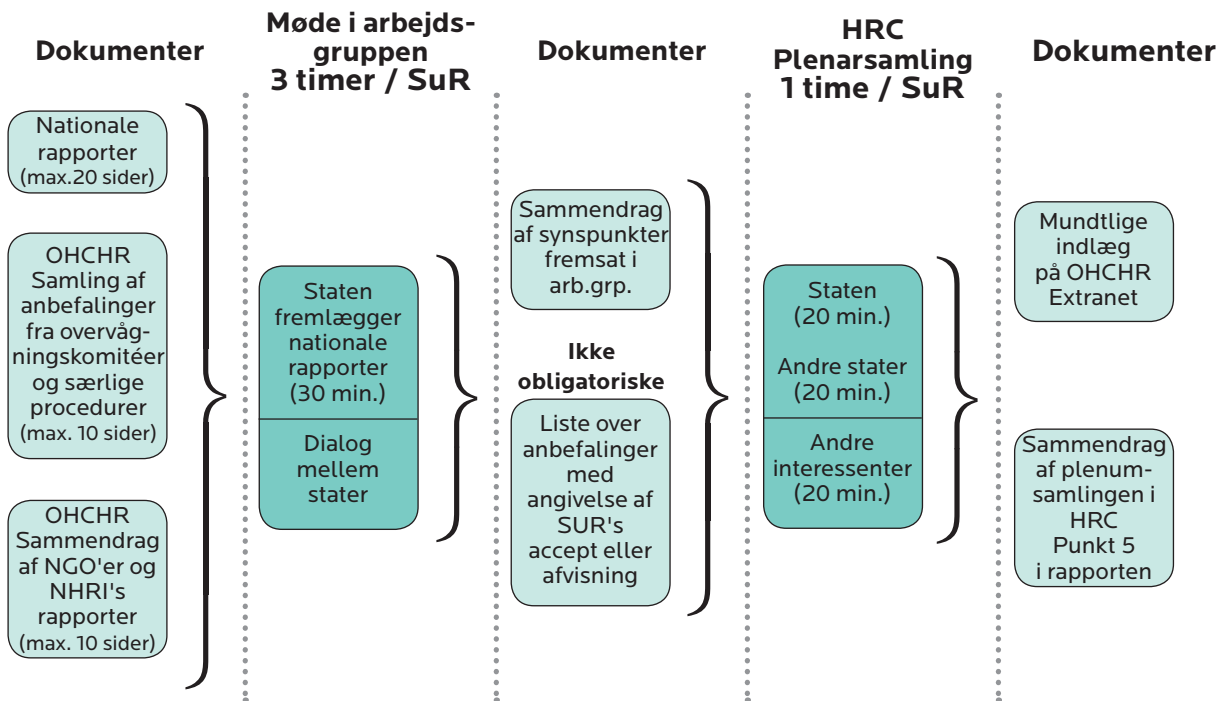 Dokumenter
Nationale
rapporter
(max.20 sider)
OHCHR
Samling af
anbefalinger
fra overvåg-
ningskomitéer
og særlige
procedurer
(max. 10 sider)
OHCHR
Sammendrag
af NGO'er og
NHRI's
rapporter
(max. 10 sider)
Møde i arbejds-
gruppen
3 timer / SuR
Staten
fremlægger
nationale
rapporter
(30 min.)
Dialog
mellem
stater
Dokumenter
Sammendrag
af synspunkter
fremsat i
arb.grp.
Ikke
obligatoriske
Liste over
anbefalinger
med
angivelse af
SUR's
accept eller
afvisning
HRC
Plenarsamling
1 time / SuR
Staten
(20 min.)
Andre stater
(20 min.)
Andre
interessenter
(20 min.)
Dokumenter
Mundtlige
indlæg
på OHCHR
Extranet
Sammendrag
af plenum-
samlingen i
HRC
Punkt 5
i rapporten